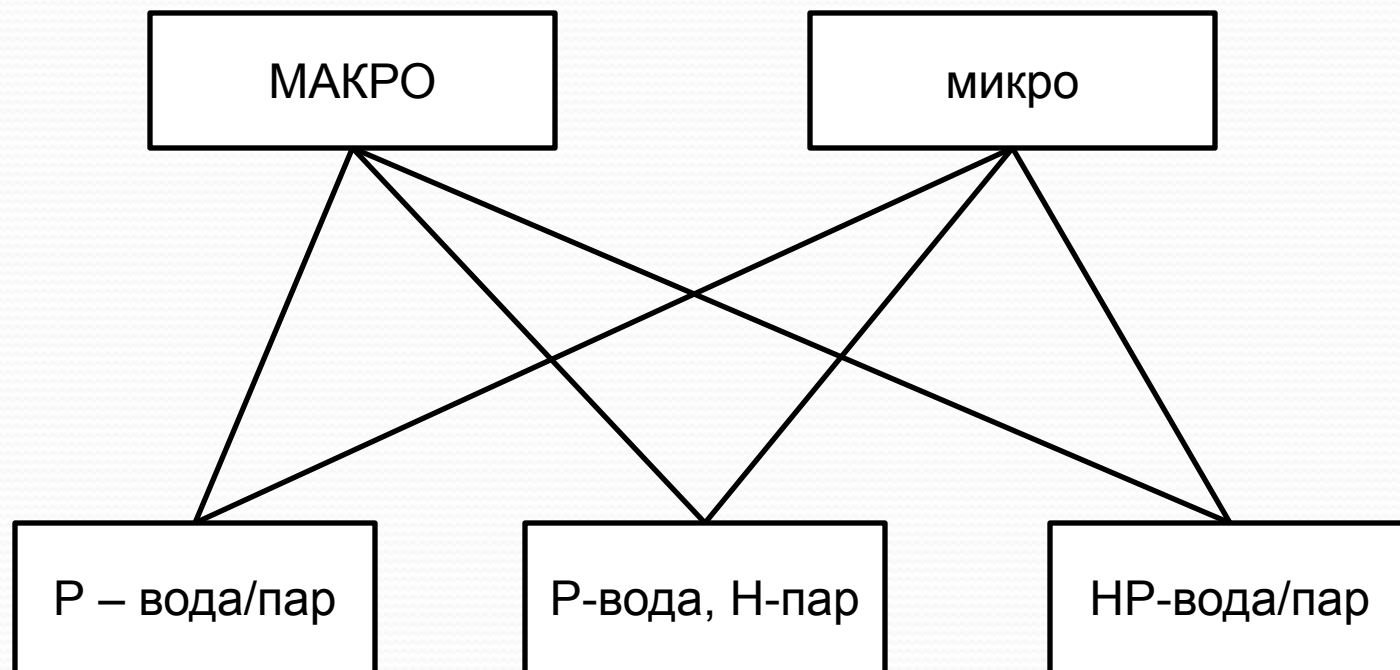 МАКРО
микро
Р – вода/пар
Р-вода, Н-пар
НР-вода/пар